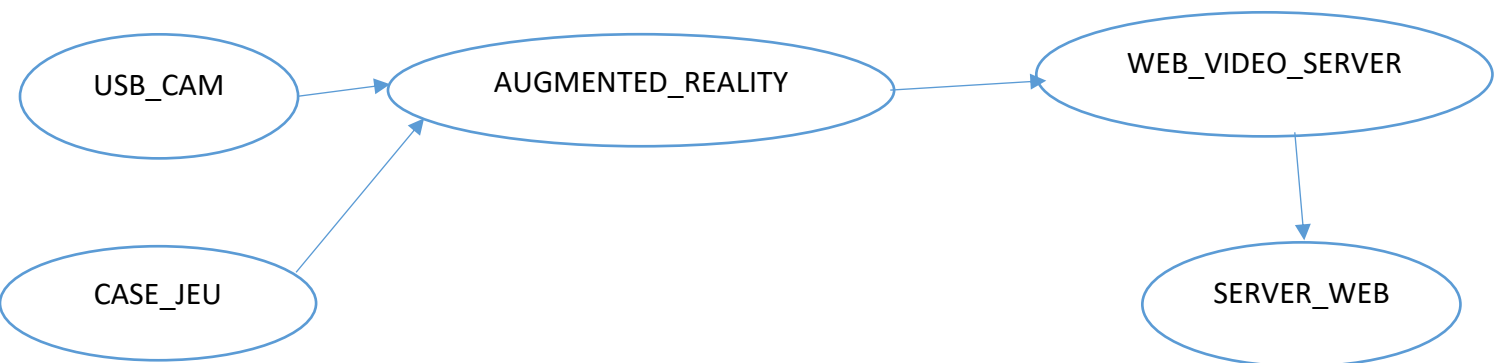 USB_CAM
AUGMENTED_REALITY
WEB_VIDEO_SERVER
CASE_JEU
SERVER_WEB